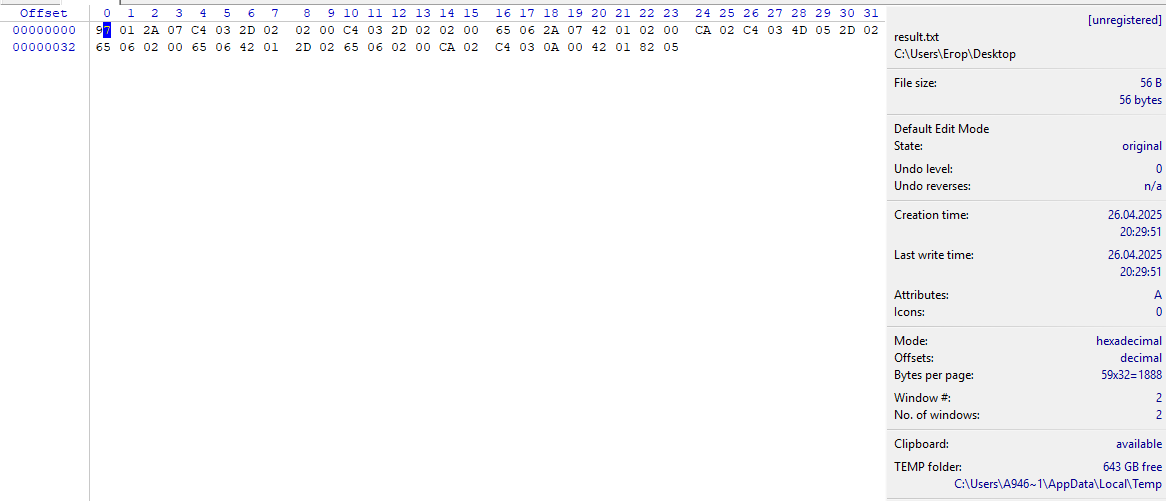 Offset 0 1 2 3 4 5 6 7 8 9 10 11 12 13 14 15 16 17 18 19 20 21 22 23 24 25 26 27 28 29 30 31
00000000 97 01 2A 07 C4 03 2D 02 02 00 C4 03 2D 02 02 00 65 06 2A 07 42 01 02 00 CA 02 C4 03 4D 05 2D 02
00000032 65 06 02 00 65 06 42 01 2D 02 65 06 02 00 CA 02 C4 03 0A 00 42 01 82 05
[unregistered]
result.txt
C:\Users\Erop\Desktop
File size: 56 B
56 bytes
Default Edit Mode
State: original
Undo level: 0
Undo reverses: n/a
Creation time: 26.04.2025
20:29:51
Last write time: 26.04.2025
20:29:51
Attributes: A
Icons: 0
Mode: hexadecimal
Offsets: decimal
Bytes per page: 59x32=1888
Window #: 2
No. of windows: 2
Clipboard: available
TEMP folder: 643 GB free
C:\Users\A946~1\AppData\Local\Temp